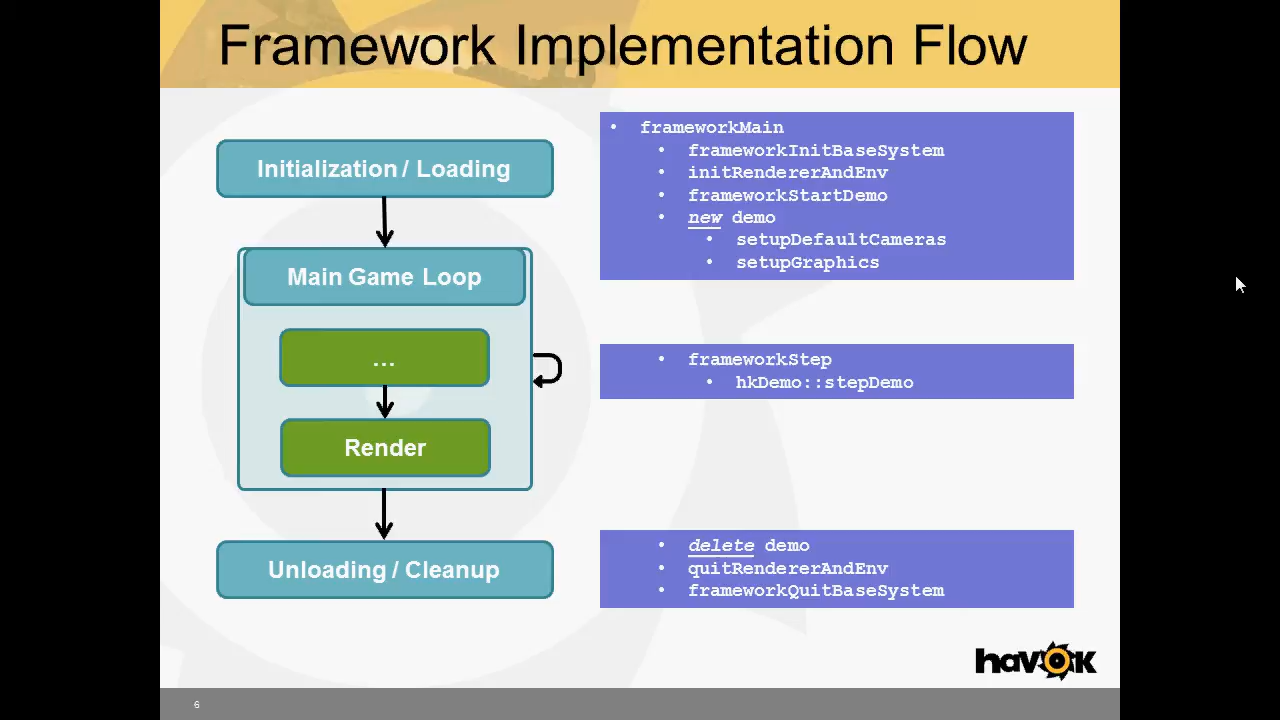 Framework Implementation Flow
Initialization / Loading
Main Game Loop
...
Render
Unloading / Cleanup
• frameworkMain
• frameworkInitBaseSystem
• initRendererAndEnv
• frameworkStartDemo
• new demo
• setupDefaultCameras
• setupGraphics
• frameworkStep
• hkDemo::stepDemo
• delete demo
• quitRendererAndEnv
• frameworkQuitBaseSystem
havok
6